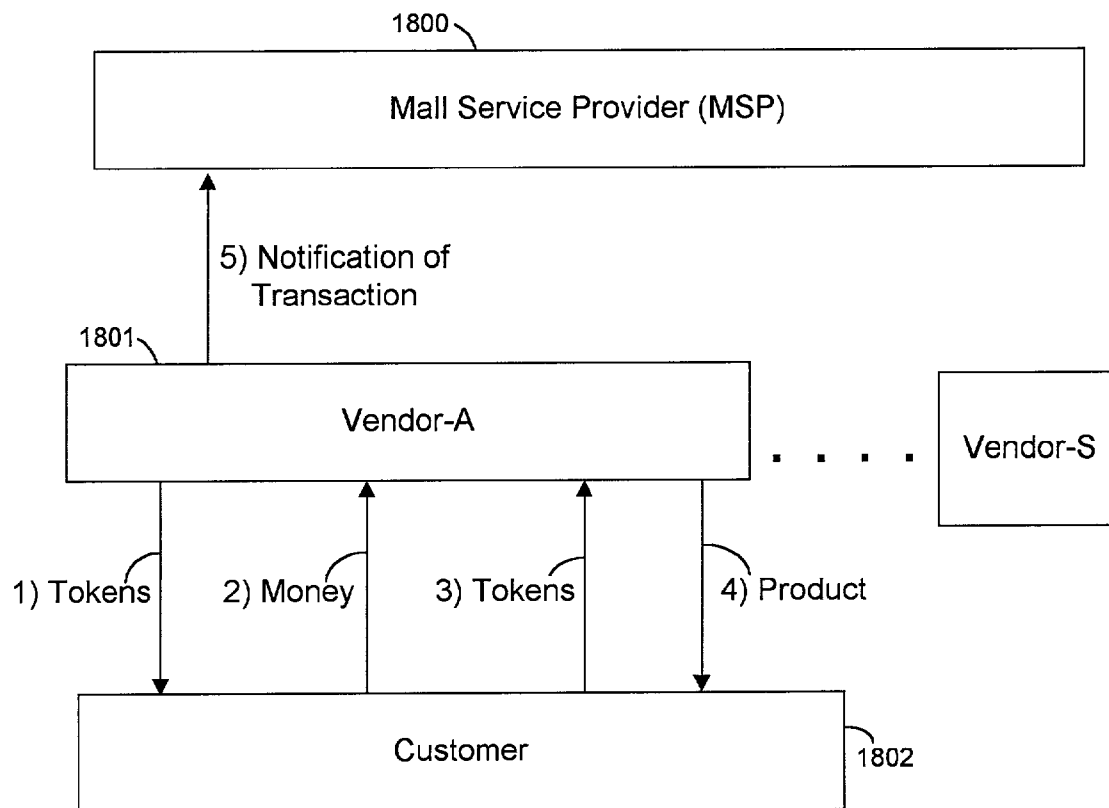 1800
Mall Service Provider (MSP)
5) Notification of
Transaction
1801
Vendor-A
Vendor-S
1) Tokens
2) Money
3) Tokens
4) Product
Customer
1802